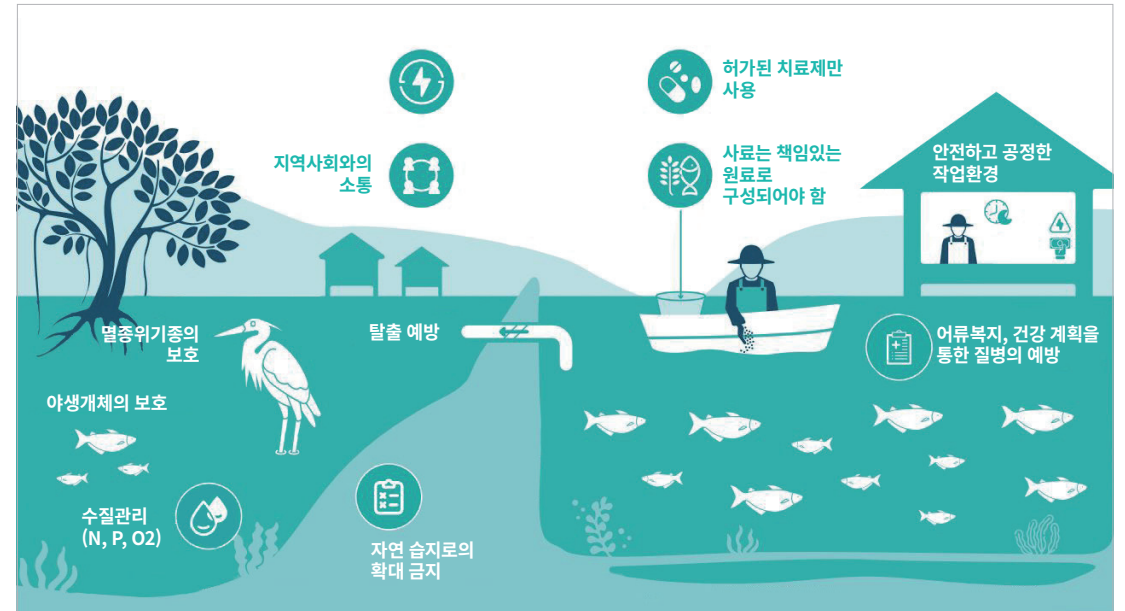 허가된 치료제만
사용
지역사회와의
소통
사료는 책임있는
원료로
구성되어야 함
안전하고 공정한
작업환경
멸종위기종의
보호
탈출 예방
어류복지, 건강 계획을
통한 질병의 예방
야생개체의 보호
수질관리
(N, P, O2)
자연 습지로의
확대 금지